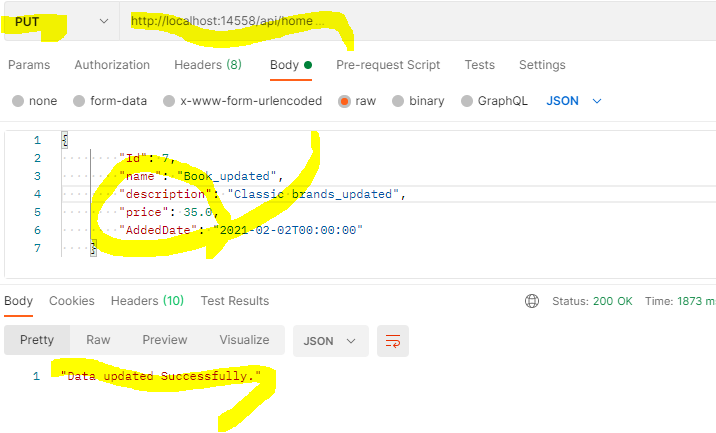 PUT http://localhost:14558/api/home...
Params Authorization Headers (8) Body Pre-request Script Tests Settings
none form-data x-www-form-urlencoded raw binary GraphQL JSON
1 {
2 "Id": 7,
3 "name": "Book_updated",
4 "description": "Classic brands_updated",
5 "price": 35.0,
6 "AddedDate": "2021-02-02T00:00:00"
7 }
Body Cookies Headers (10) Test Results Status: 200 OK Time: 1873 ms
Pretty Raw Preview Visualize JSON
1 "Data updated Successfully."